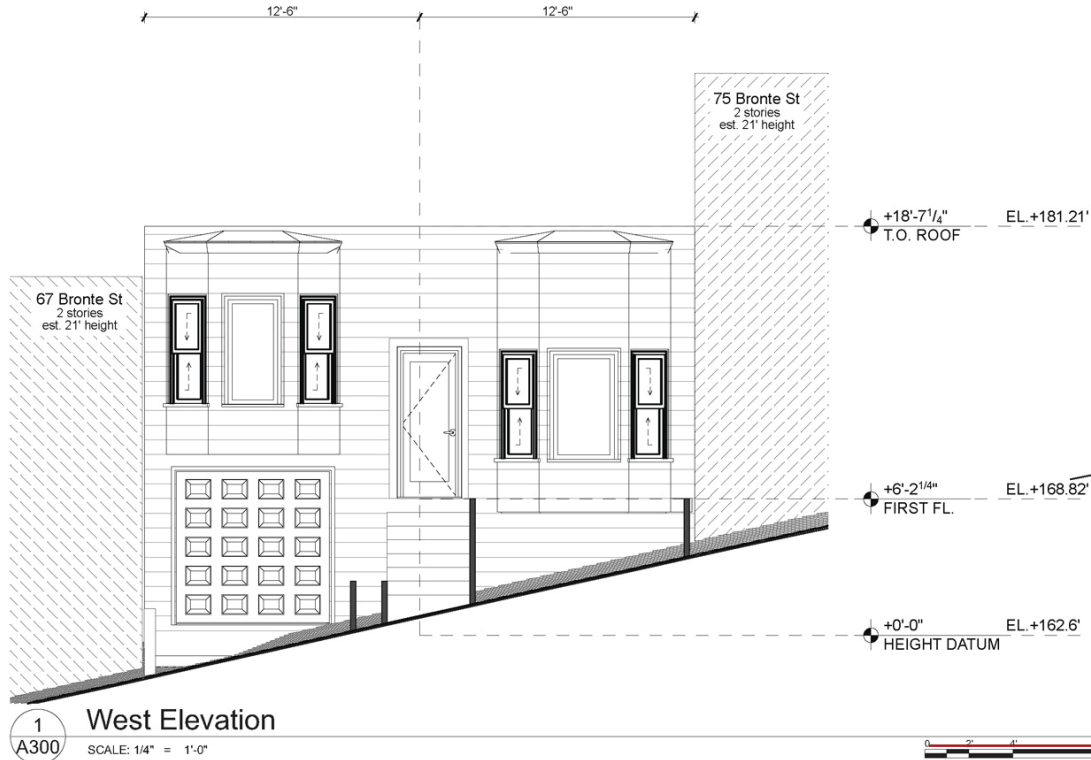 12'-6"
12'-6"
75 Bronte St
2 stories
est. 21' height
+18'-7 1/4"
EL.+181.21'
T.O. ROOF
67 Bronte St
2 stories
est. 21' height
+6'-2 1/4"
EL.+168.82'
FIRST FL.
+0'-0"
EL.+162.6'
HEIGHT DATUM
1
A300
West Elevation
SCALE: 1/4" = 1'-0"
0 2' 4'